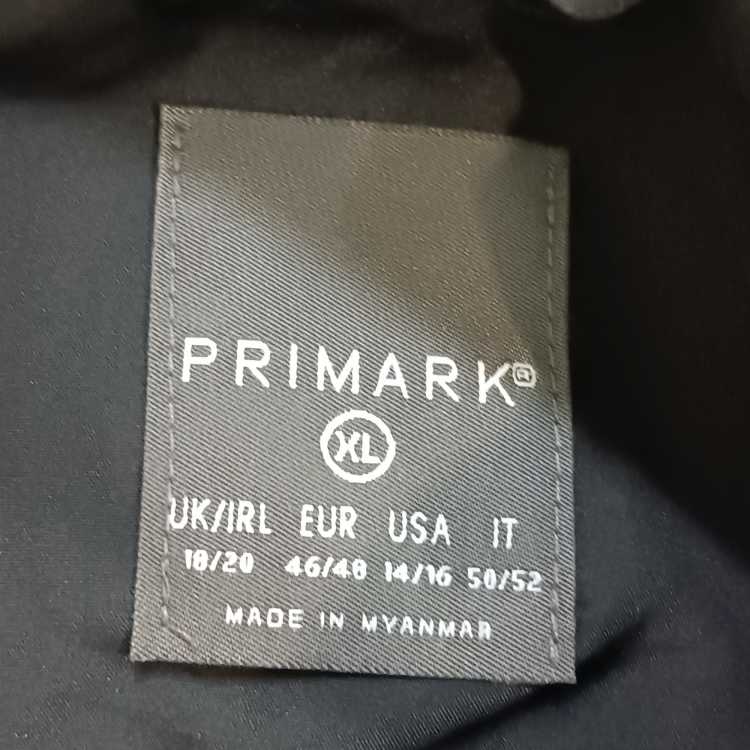 PRIMARK®
XL
UK/IRL EUR USA IT
18/20 46/48 14/16 50/52
MADE IN MYANMAR